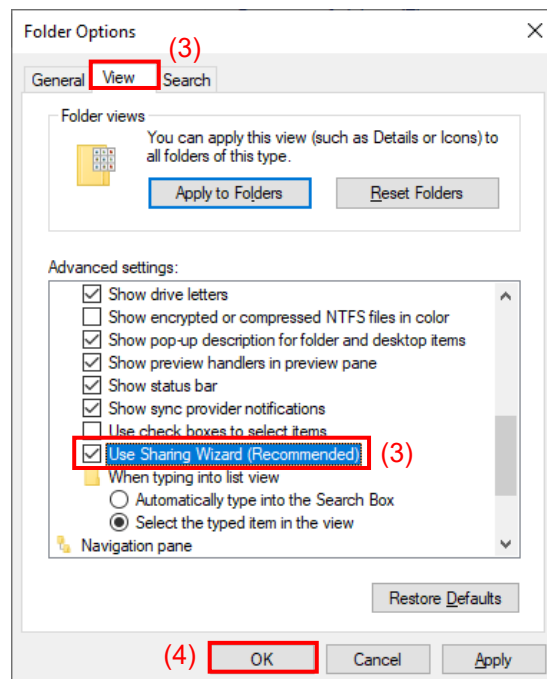 Folder Options
(3)
General View Search
Folder views
You can apply this view (such as Details or Icons) to
all folders of this type.
Apply to Folders Reset Folders
Advanced settings:
Show drive letters
Show encrypted or compressed NTFS files in color
Show pop-up description for folder and desktop items
Show preview handlers in preview pane
Show status bar
Show sync provider notifications
Use check boxes to select items
Use Sharing Wizard (Recommended) (3)
When typing into list view
Automatically type into the Search Box
Select the typed item in the view
Navigation pane
Restore Defaults
(4) OK Cancel Apply